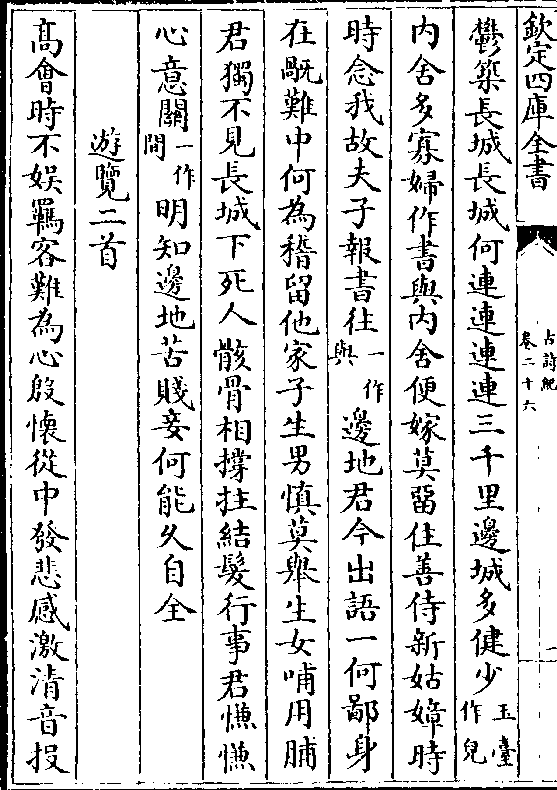 欽定四庫全書
古詩紀
卷二十六
鬱築長城長城何連連連連三千里邊城多健少玉臺作兒
内舍多寡婦作書與内舍便嫁莫留住善侍新姑嫜時
時念我故夫子報書往一作與邊地君今出語一何鄙身
在既難中何為稽留他家子生男慎莫舉生女哺用脯
君獨不見長城下死人骸骨相撐拄結髮行事君慊慊
心意關一作間明知邊地苦賤妾何能久自全
遊覽二首
髙會時不娱羈客難為心殷懷從中發悲感激清音投